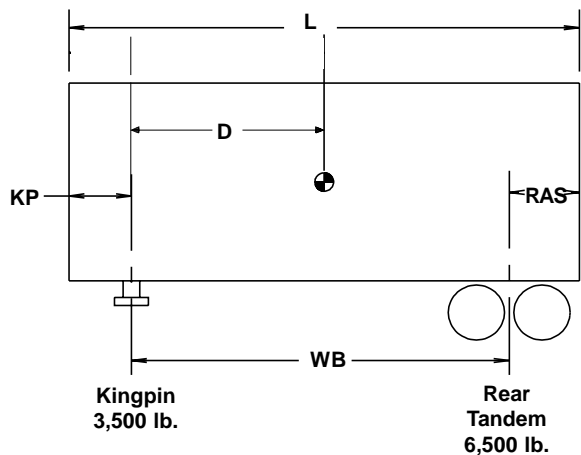 L
D
KP
RAS
WB
Kingpin
3,500 lb.
Rear
Tandem
6,500 lb.